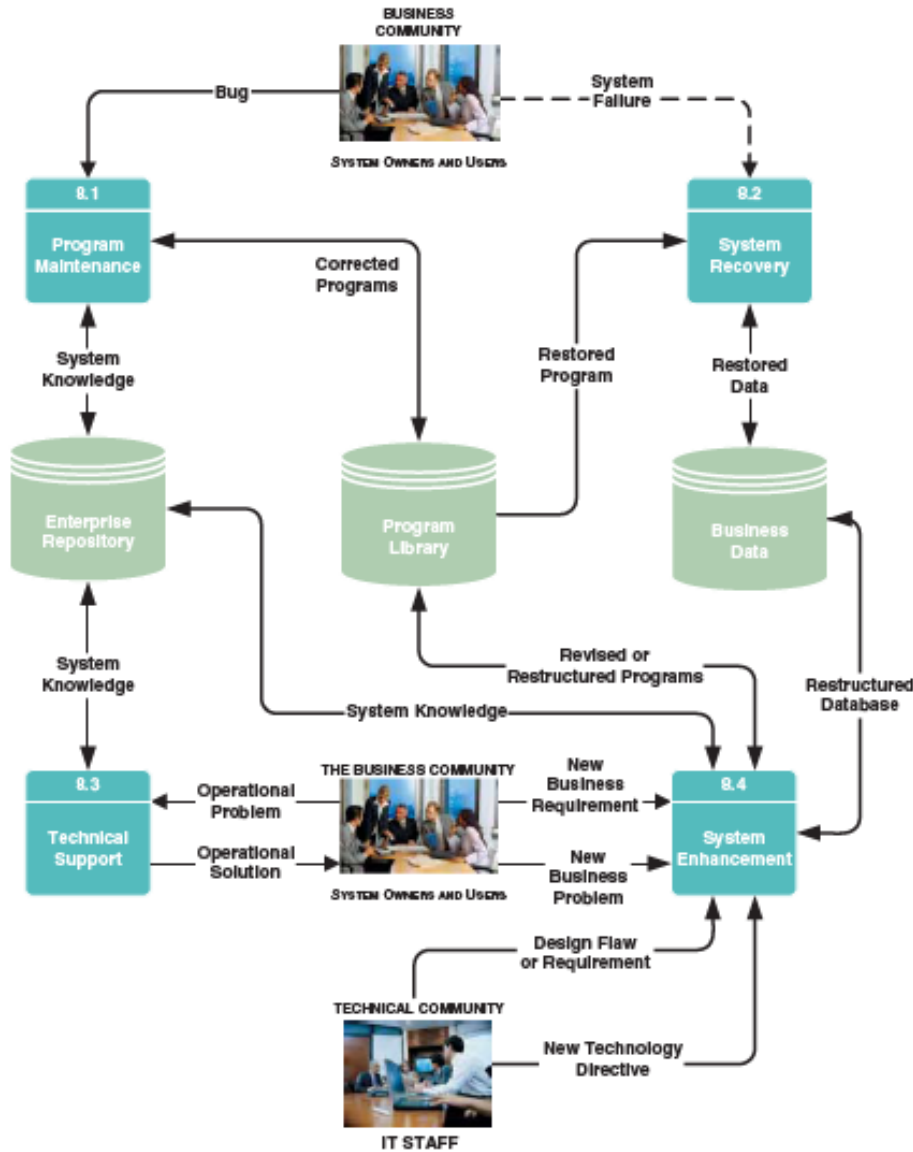 BUSINESS
COMMUNITY
Bug
System
Failure
SYSTEM OWNERS AND USERS
8.1
Program
Maintenance
8.2
System
Recovery
Corrected
Programs
System
Knowledge
Restored
Program
Restored
Data
Enterprise
Repository
Program
Library
Business
Data
System
Knowledge
Revised or
Restructured Programs
Restructured
Database
System Knowledge
8.3
Technical
Support
Operational
Problem
Operational
Solution
THE BUSINESS COMMUNITY
SYSTEM OWNERS AND USERS
New
Business
Requirement
New
Business
Problem
8.4
System
Enhancement
Design Flaw
or Requirement
TECHNICAL COMMUNITY
New Technology
Directive
IT STAFF